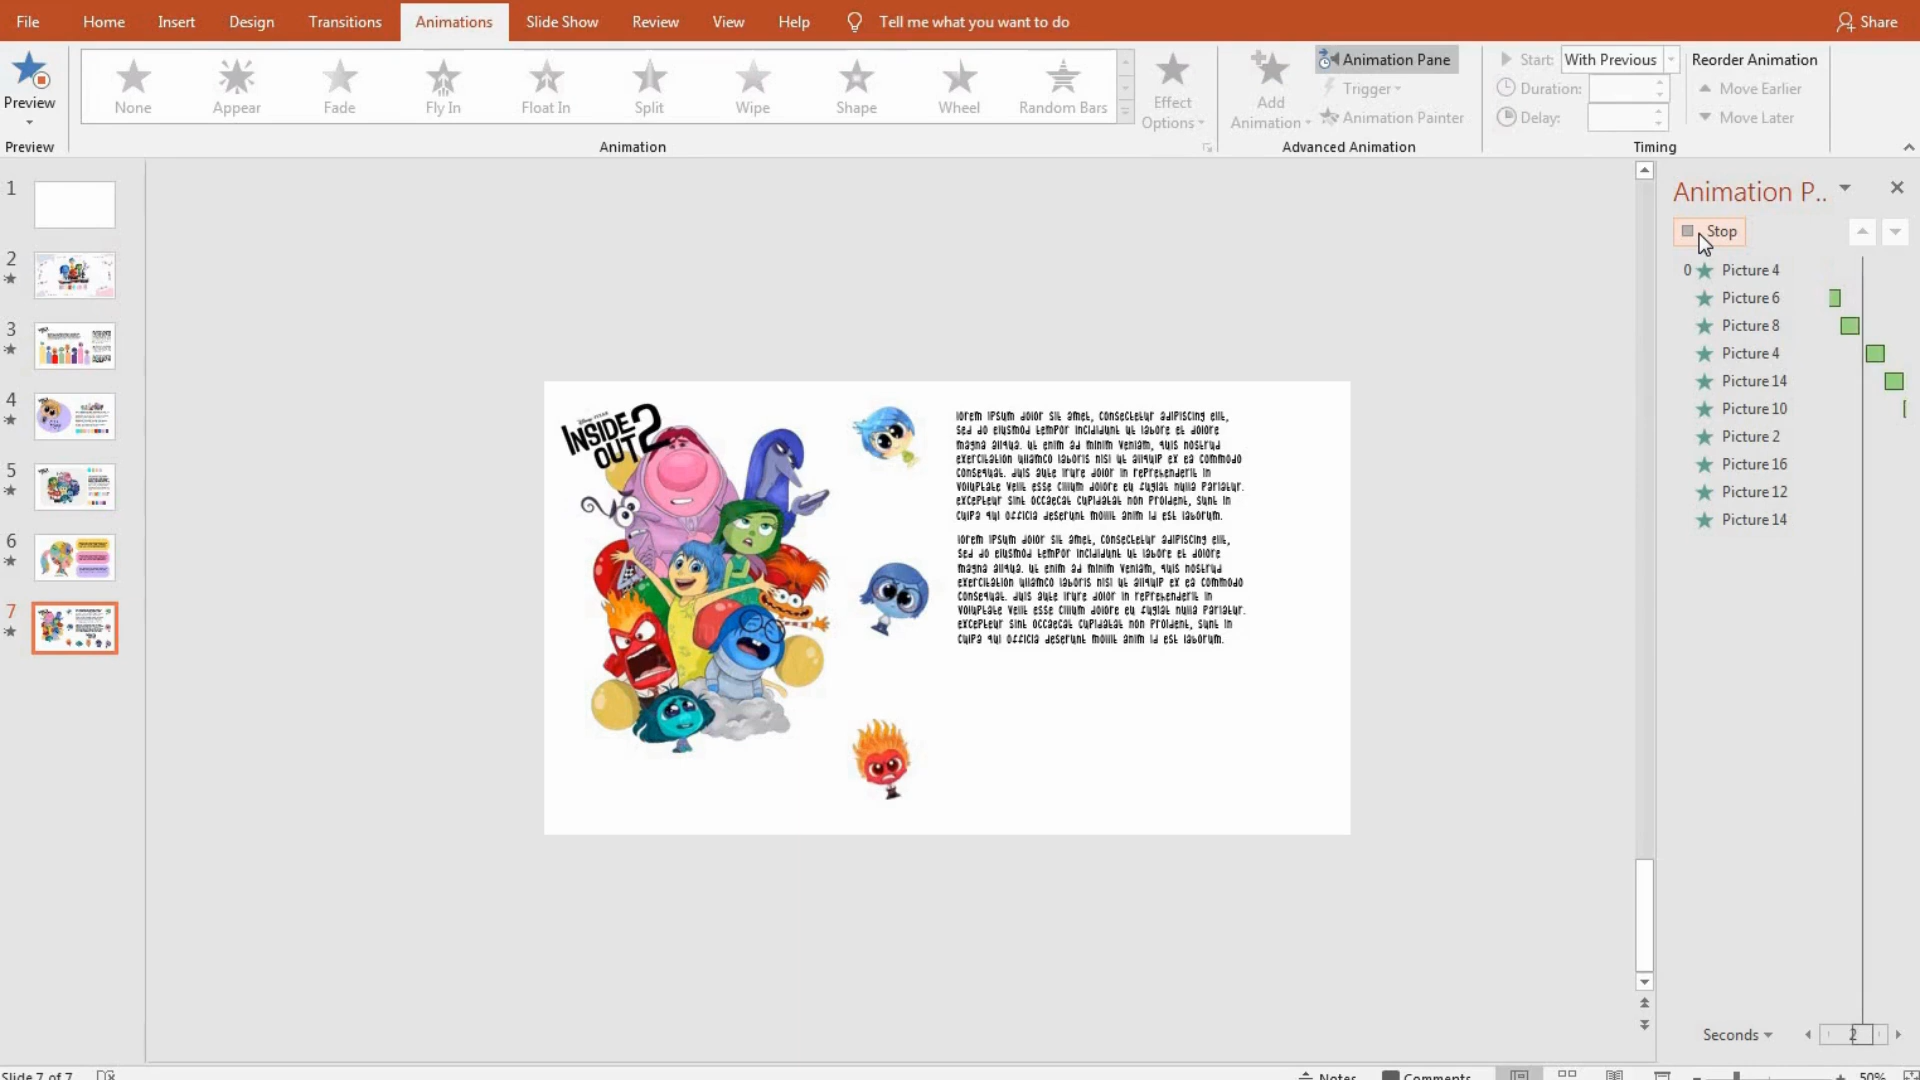 File Home Insert Design Transitions Animations Slide Show Review View Help Tell me what you want to do Share
Preview None Appear Fade Fly In Float In Split Wipe Shape Wheel Random Bars Effect Options Add Animation Animation Pane Trigger Animation Painter Start: With Previous Duration: Delay: Reorder Animation Move Earlier Move Later
Preview Animation Advanced Animation Timing
1
2
3
4
5
6
7
Disney PIXAR
INSIDE
OUT 2
lorem ipsum dolor sit amet, consectetur adipiscing elit,
sed do eiusmod tempor incididunt ut labore et dolore
magna aliqua. ut enim ad minim veniam, quis nostrud
exercitation ullamco laboris nisi ut aliquip ex ea commodo
consequat. duis aute irure dolor in reprehenderit in
voluptate velit esse cillum dolore eu fugiat nulla pariatur.
excepteur sint occaecat cupidatat non proident, sunt in
culpa qui officia deserunt mollit anim id est laborum.
lorem ipsum dolor sit amet, consectetur adipiscing elit,
sed do eiusmod tempor incididunt ut labore et dolore
magna aliqua. ut enim ad minim veniam, quis nostrud
exercitation ullamco laboris nisi ut aliquip ex ea commodo
consequat. duis aute irure dolor in reprehenderit in
voluptate velit esse cillum dolore eu fugiat nulla pariatur.
excepteur sint occaecat cupidatat non proident, sunt in
culpa qui officia deserunt mollit anim id est laborum.
Animation P..
Stop
0 Picture 4
Picture 6
Picture 8
Picture 4
Picture 14
Picture 10
Picture 2
Picture 16
Picture 12
Picture 14
Seconds 2
Slide 7 of 7 Notes Comments 50%